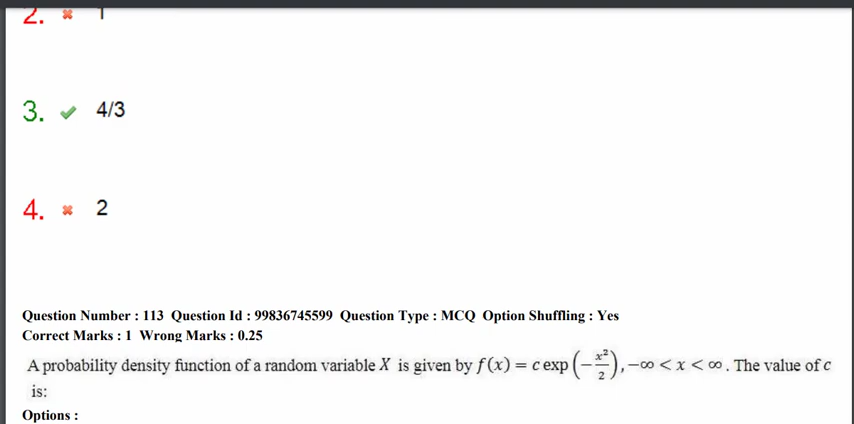 2. 1
3. 4/3
4. 2
Question Number : 113 Question Id : 99836745599 Question Type : MCQ Option Shuffling : Yes
Correct Marks : 1 Wrong Marks : 0.25
A probability density function of a random variable X is given by f(x) = c exp(−x²/2), −∞ < x < ∞ . The value of c
is:
Options :